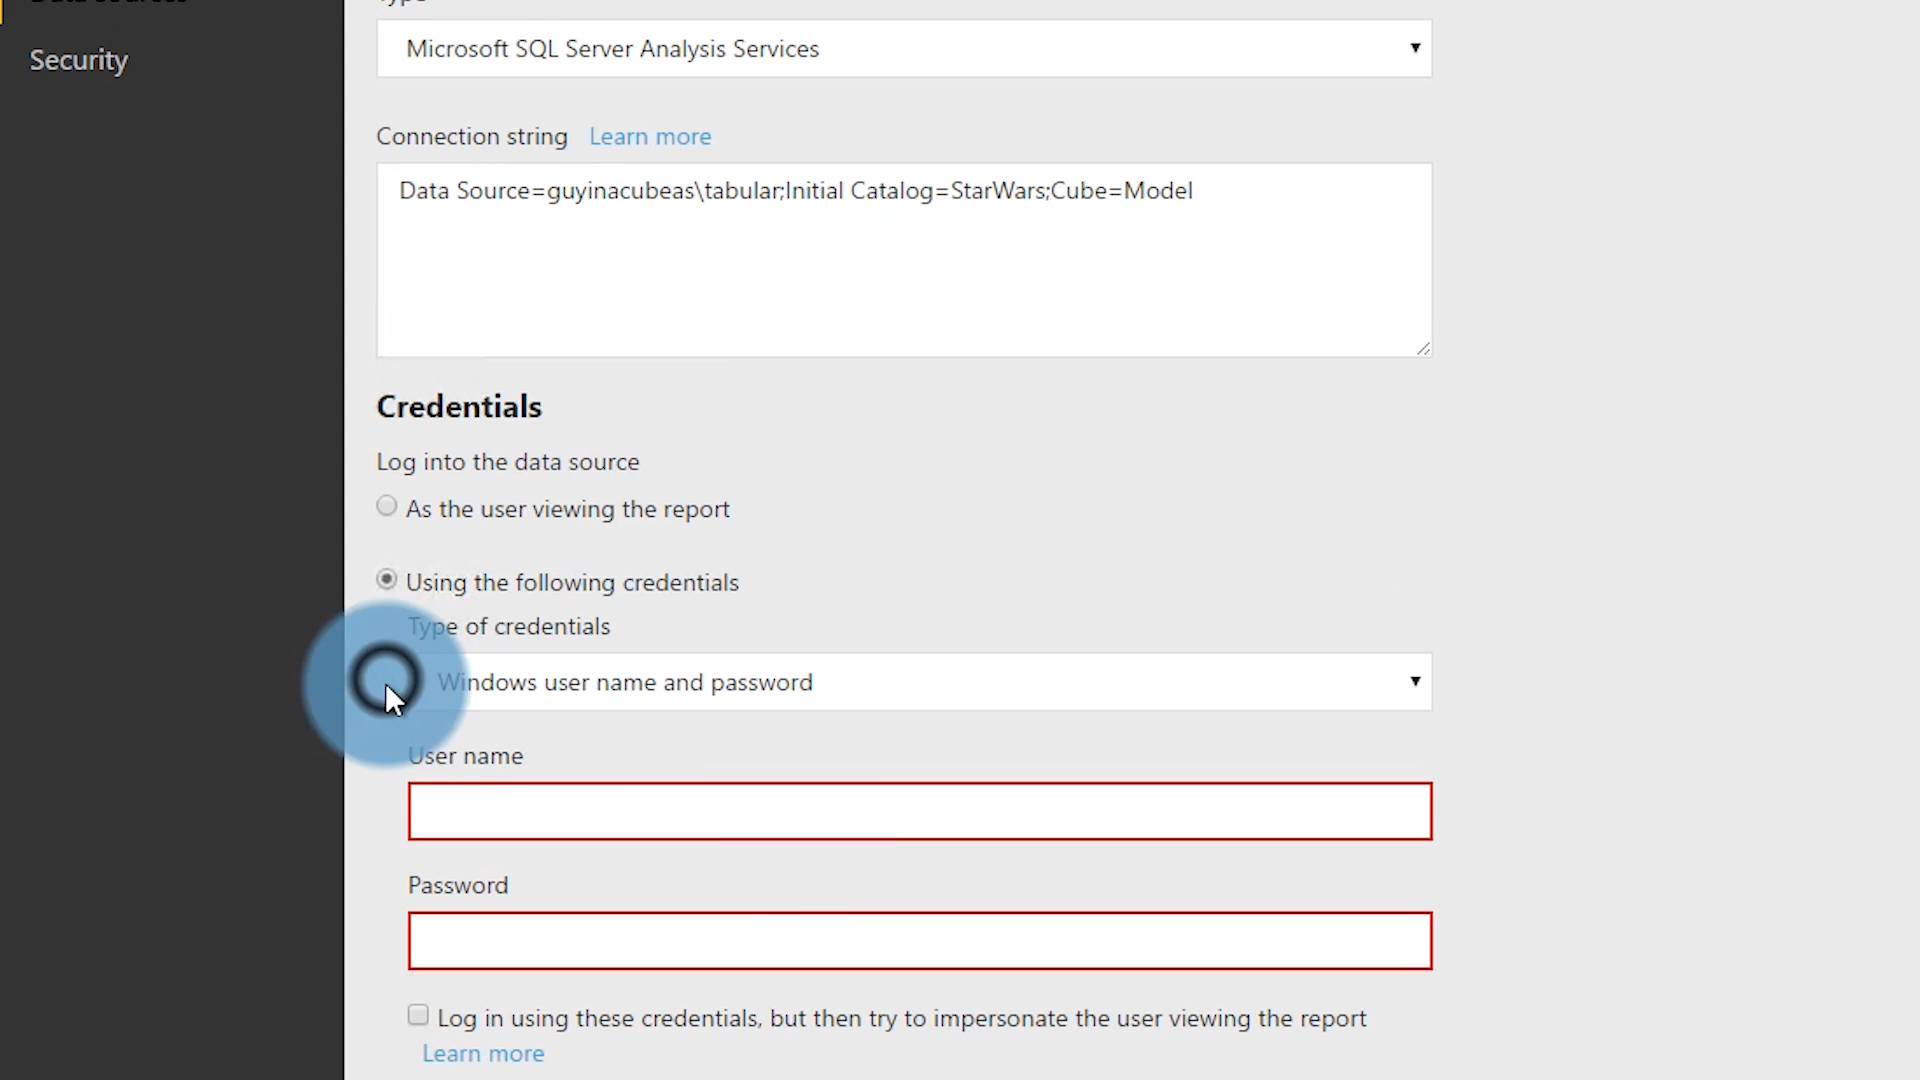 Data sources
Type
Security
Microsoft SQL Server Analysis Services
Connection string Learn more
Data Source=guyinacubeas\tabular;Initial Catalog=StarWars;Cube=Model
Credentials
Log into the data source
As the user viewing the report
Using the following credentials
Type of credentials
Windows user name and password
User name
Password
Log in using these credentials, but then try to impersonate the user viewing the report
Learn more